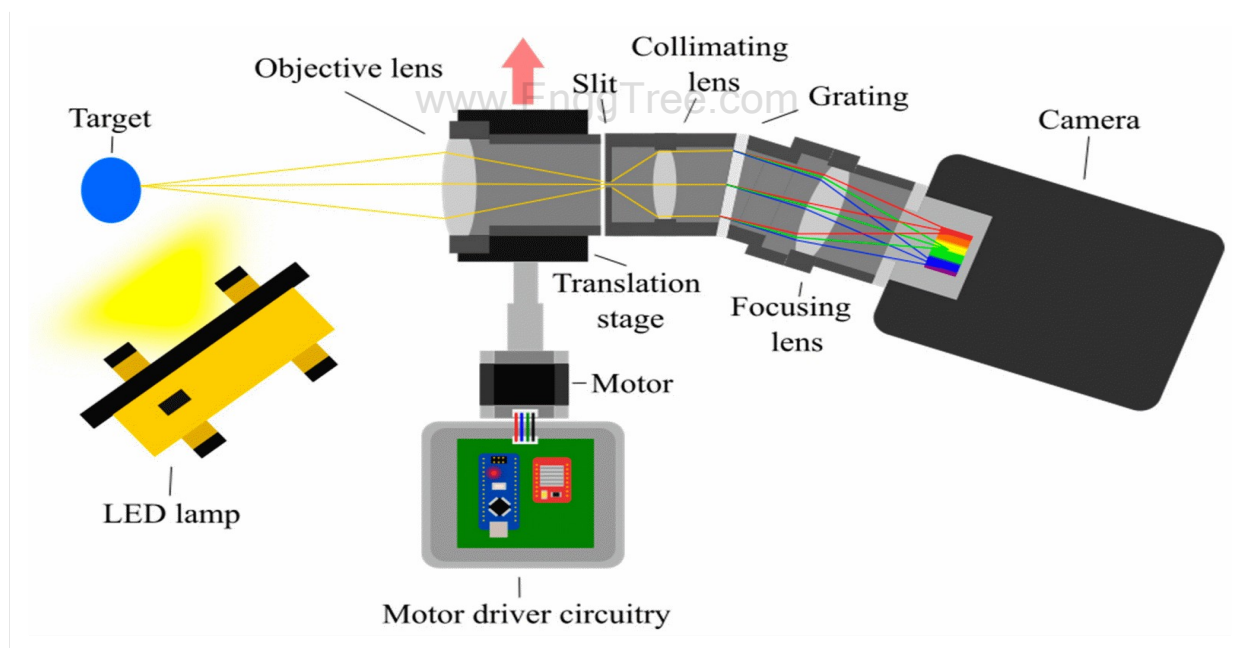 Collimating
lens
Objective lens
Slit
www.EnggTree.com
Grating
Target
Camera
Translation
stage
Focusing
lens
Motor
LED lamp
Motor driver circuitry